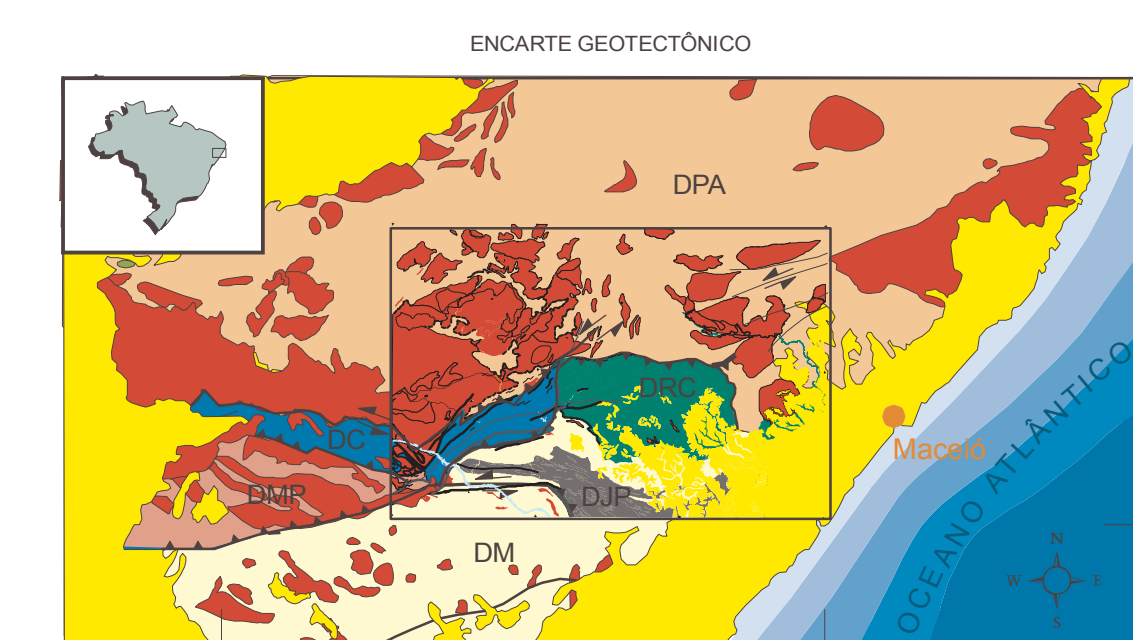 ENCARTE GEOTECTÔNICO
DPA
DRC
DC
Maceió
OCEANO ATLÂNTICO
DMP
DJP
DM
N
W
E
S